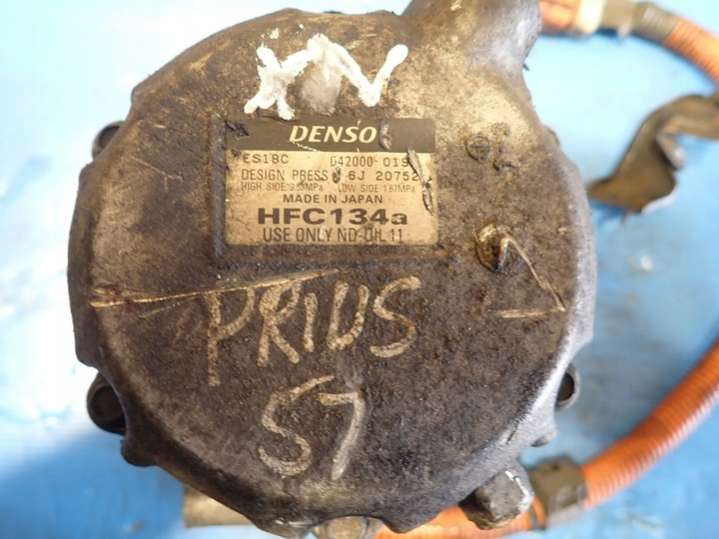 XN
DENSO
ES18C 042000-019
DESIGN PRESS 6J 20752
HIGH SIDE: LOW SIDE
MADE IN JAPAN
HFC134a
USE ONLY ND-OIL 11
PRIUS
57